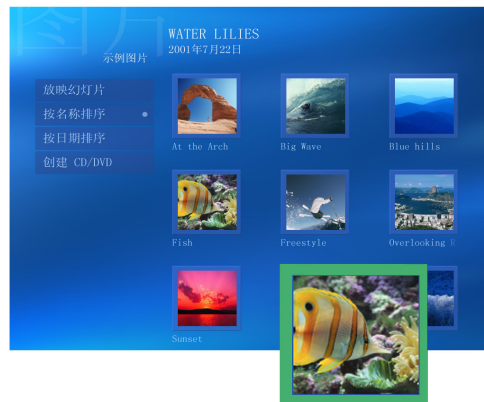 图片
示例图片
WATER LILIES
2001年7月21日
放映幻灯片
按名称排序
按日期排序
创建 CD/DVD
At the Arch
Big Wave
Blue hills
Fish
Freestyle
Overlooking R
Sunset